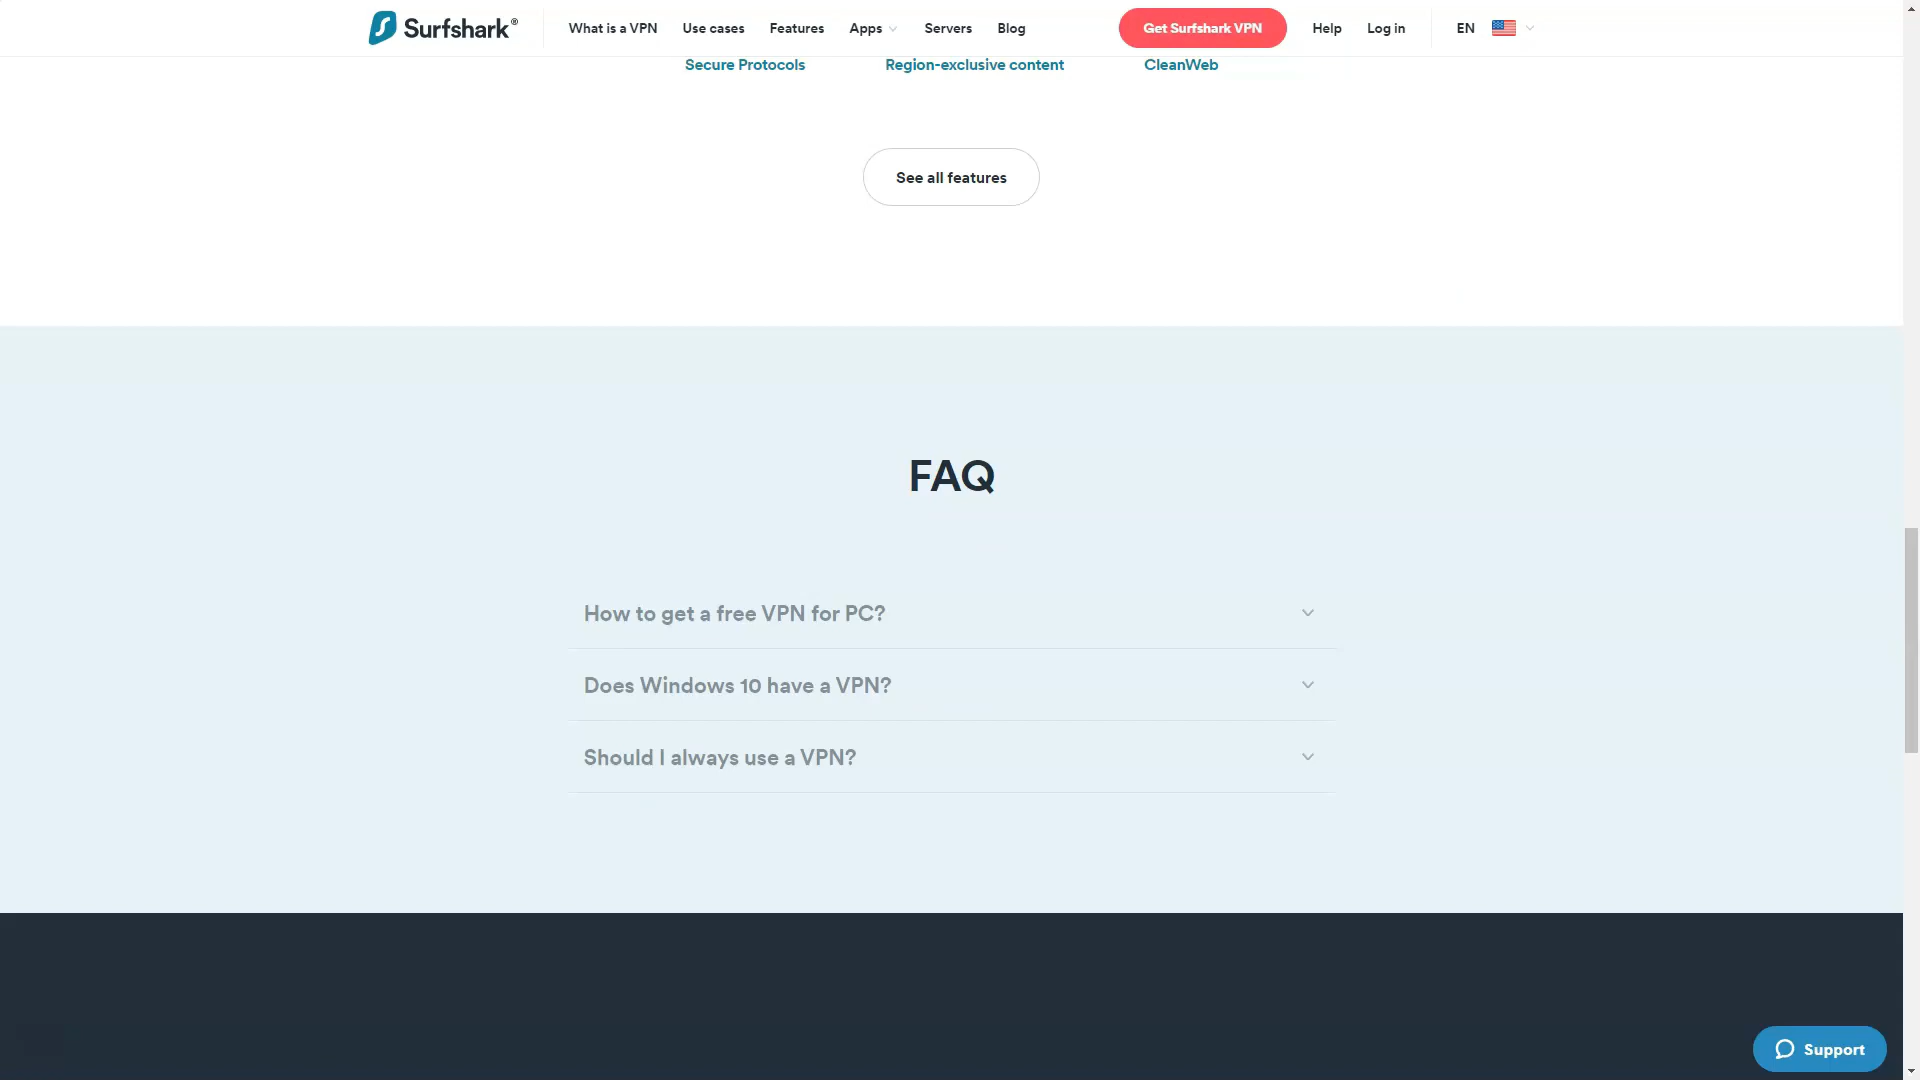 Surfshark®
What is a VPN
Use cases
Features
Apps
Servers
Blog
Get Surfshark VPN
Help
Log in
EN
Secure Protocols
Region-exclusive content
CleanWeb
See all features
FAQ
How to get a free VPN for PC?
Does Windows 10 have a VPN?
Should I always use a VPN?
Support